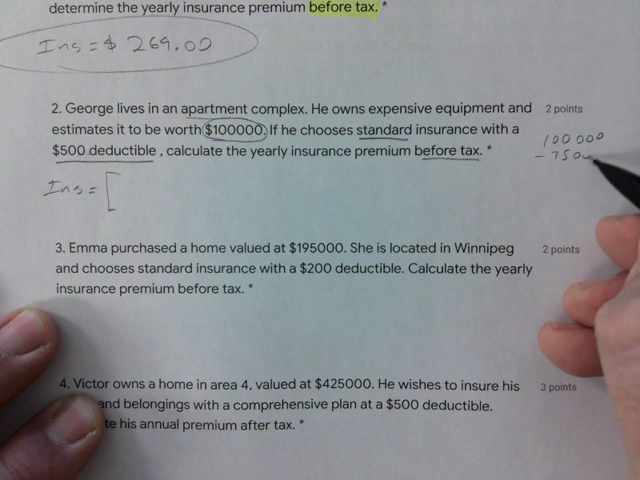 determine the yearly insurance premium before tax. *
Ins = $ 269.00
2. George lives in an apartment complex. He owns expensive equipment and 2 points
estimates it to be worth $100000. If he chooses standard insurance with a
$500 deductible , calculate the yearly insurance premium before tax. *
100 000
- 750
Ins = [
3. Emma purchased a home valued at $195000. She is located in Winnipeg 2 points
and chooses standard insurance with a $200 deductible. Calculate the yearly
insurance premium before tax. *
4. Victor owns a home in area 4, valued at $425000. He wishes to insure his 3 points
and belongings with a comprehensive plan at a $500 deductible.
te his annual premium after tax. *